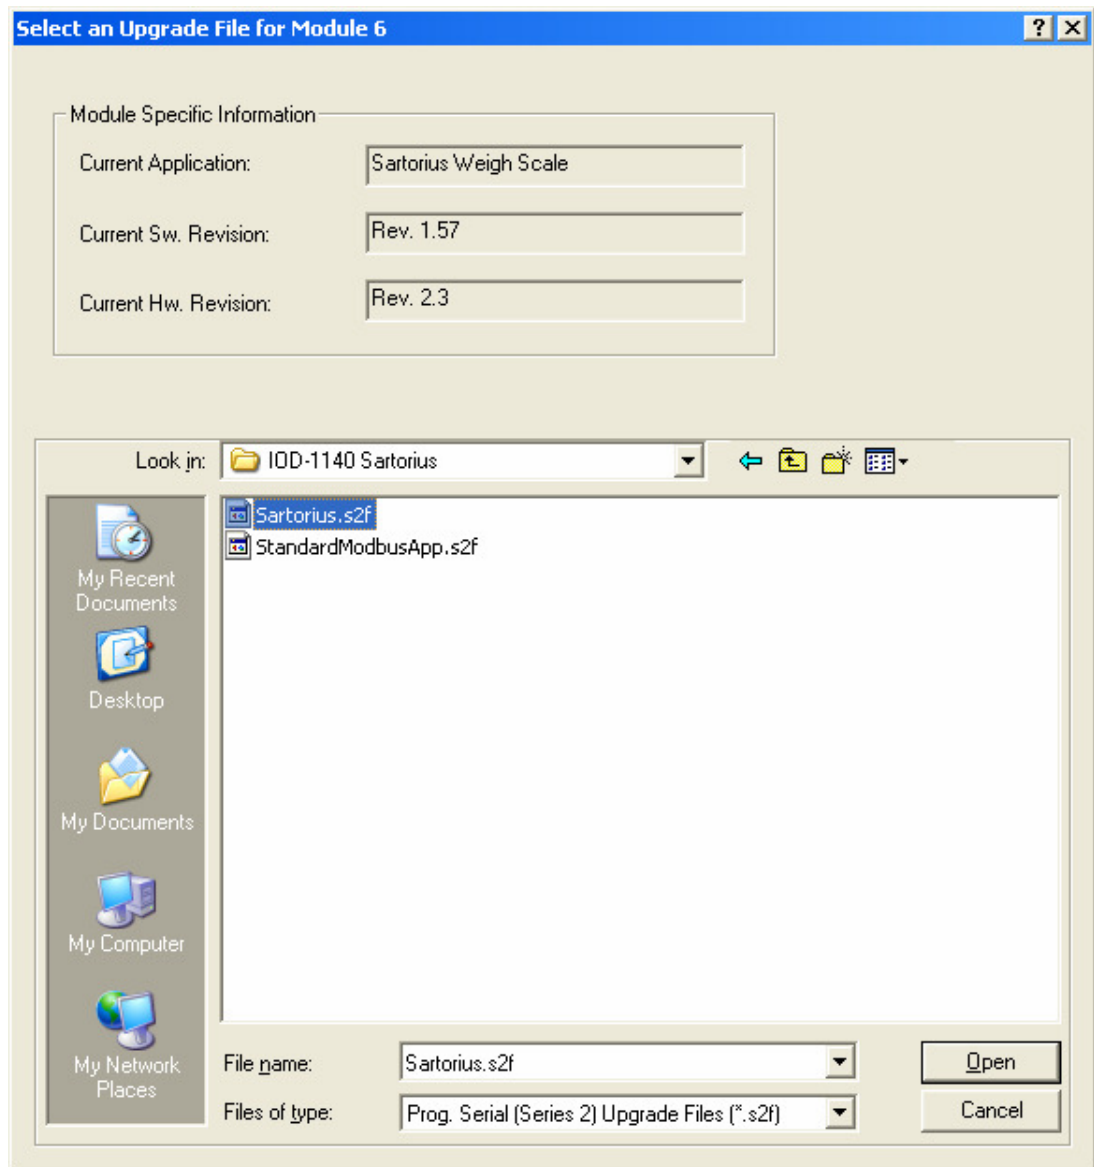 Select an Upgrade File for Module 6
Module Specific Information
Current Application: Sartorius Weigh Scale
Current Sw. Revision: Rev. 1.57
Current Hw. Revision: Rev. 2.3
Look in: IOD-1140 Sartorius
Sartorius.s2f
StandardModbusApp.s2f
My Recent
Documents
Desktop
My Documents
My Computer
My Network
Places
File name: Sartorius.s2f Open
Files of type: Prog. Serial (Series 2) Upgrade Files (*.s2f) Cancel